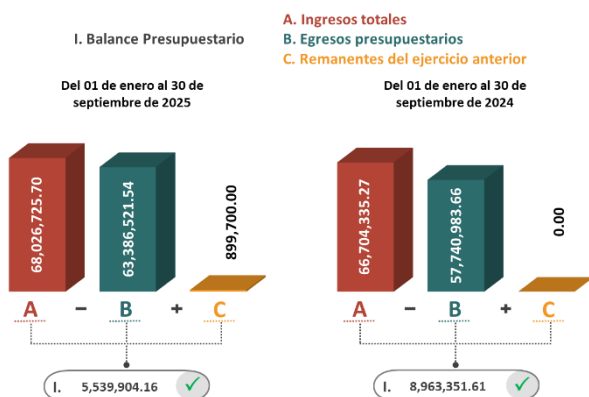 A. Ingresos totales
I. Balance Presupuestario
B. Egresos presupuestarios
C. Remanentes del ejercicio anterior
Del 01 de enero al 30 de
septiembre de 2025
68,026,725.70
63,386,521.54
899,700.00
A – B + C
I. 5,539,904.16 ✓
Del 01 de enero al 30 de
septiembre de 2024
66,704,335.27
57,740,983.66
0.00
A – B + C
I. 8,963,351.61 ✓